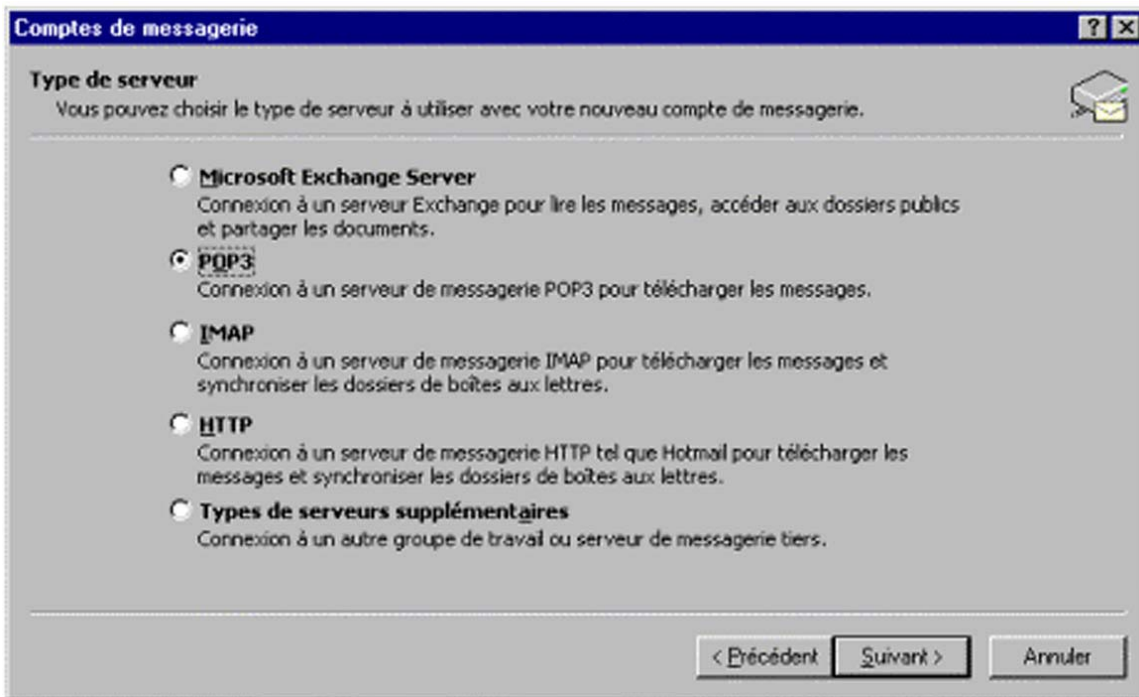 Comptes de messagerie
Type de serveur
Vous pouvez choisir le type de serveur à utiliser avec votre nouveau compte de messagerie.
Microsoft Exchange Server
Connexion à un serveur Exchange pour lire les messages, accéder aux dossiers publics
et partager les documents.
POP3
Connexion à un serveur de messagerie POP3 pour télécharger les messages.
IMAP
Connexion à un serveur de messagerie IMAP pour télécharger les messages et
synchroniser les dossiers de boîtes aux lettres.
HTTP
Connexion à un serveur de messagerie HTTP tel que Hotmail pour télécharger les
messages et synchroniser les dossiers de boîtes aux lettres.
Types de serveurs supplémentaires
Connexion à un autre groupe de travail ou serveur de messagerie tiers.
< Précédent Suivant > Annuler